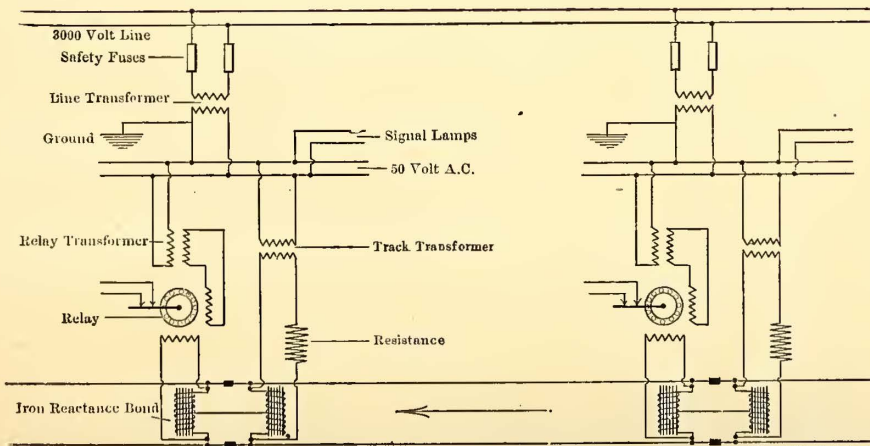 3000 Volt Line
Safety Fuses
Line Transformer
Ground
Signal Lamps
50 Volt A.C.
Relay Transformer
Track Transformer
Relay
Resistance
Iron Reactance Bond